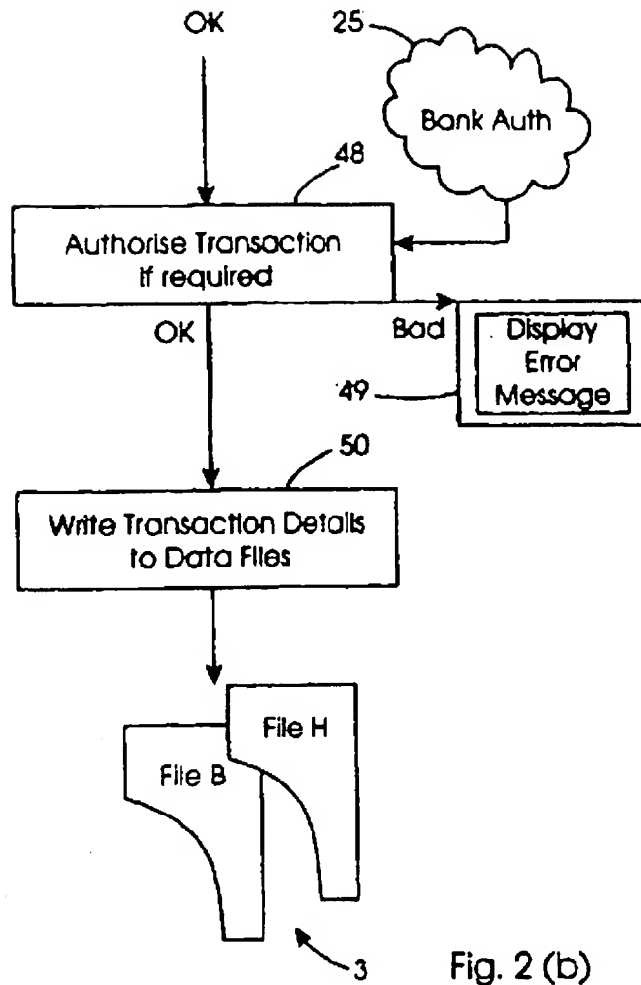 OK
25
Bank Auth
48
Authorise Transaction
if required
OK
Bad
Display
Error
Message
49
50
Write Transaction Details
to Data Files
File H
File B
3
Fig. 2 (b)